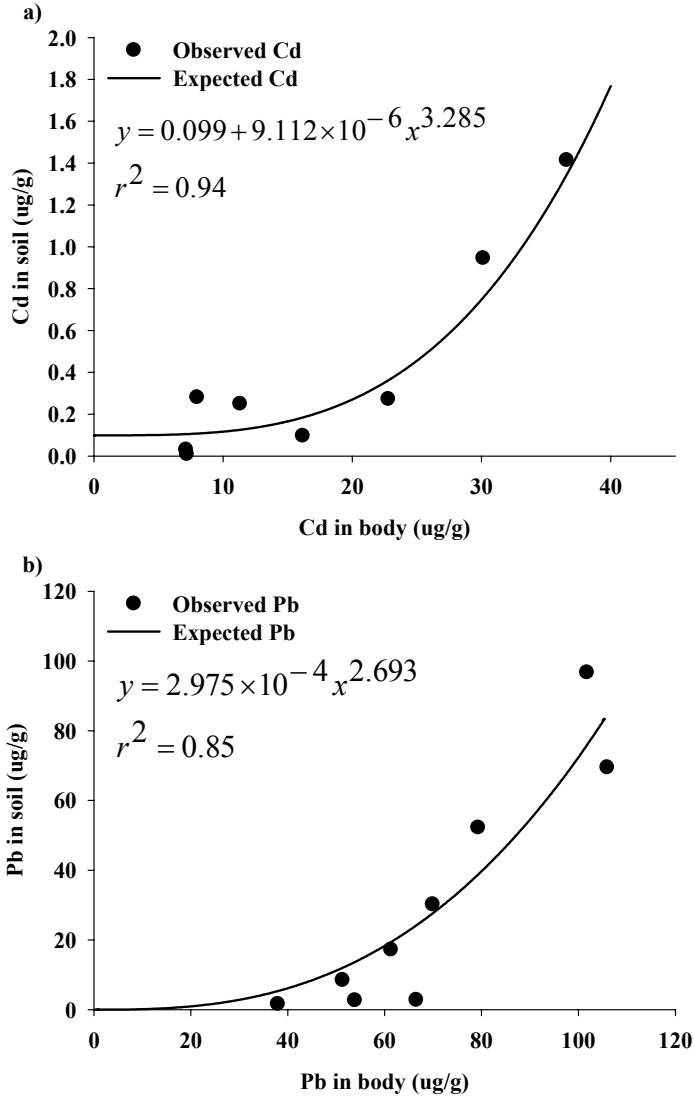 a)
2.0
1.8
1.6
1.4
1.2
1.0
0.8
0.6
0.4
0.2
0.0
Cd in soil (ug/g)
Observed Cd
Expected Cd
y = 0.099 + 9.112 × 10^−6 x^3.285
r^2 = 0.94
0 10 20 30 40
Cd in body (ug/g)
b)
120
100
80
60
40
20
0
Pb in soil (ug/g)
Observed Pb
Expected Pb
y = 2.975 × 10^−4 x^2.693
r^2 = 0.85
0 20 40 60 80 100 120
Pb in body (ug/g)